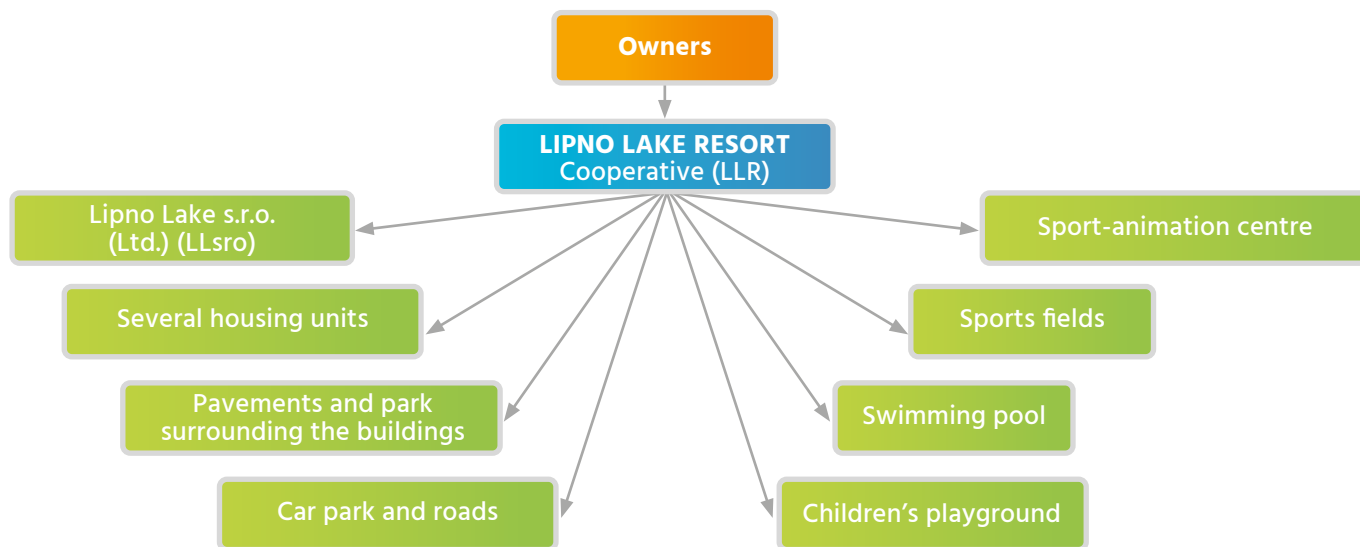 Owners
LIPNO LAKE RESORT
Cooperative (LLR)
Lipno Lake s.r.o.
(Ltd.) (LLsro)
Sport-animation centre
Several housing units
Sports fields
Pavements and park
surrounding the buildings
Swimming pool
Car park and roads
Children’s playground